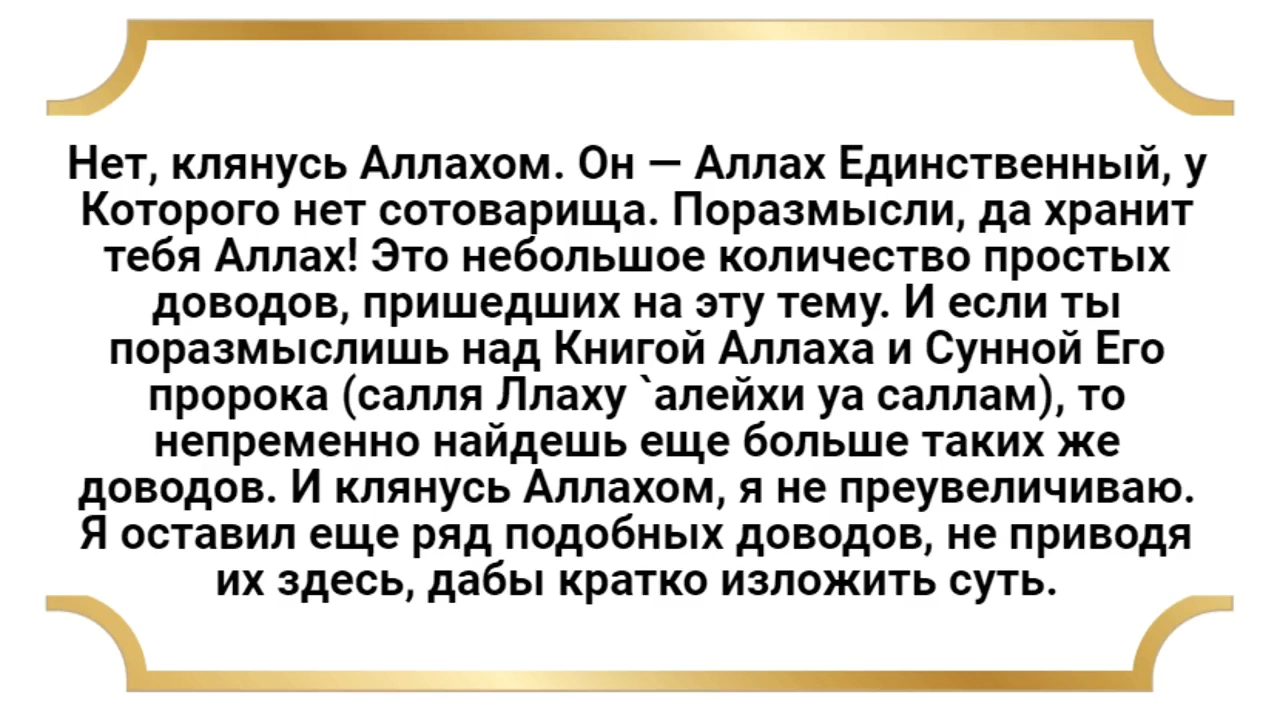 Нет, клянусь Аллахом. Он — Аллах Единственный, у
Которого нет сотоварища. Поразмысли, да хранит
тебя Аллах! Это небольшое количество простых
доводов, пришедших на эту тему. И если ты
поразмыслишь над Книгой Аллаха и Сунной Его
пророка (салля Ллаху `алейхи уа саллам), то
непременно найдешь еще больше таких же
доводов. И клянусь Аллахом, я не преувеличиваю.
Я оставил еще ряд подобных доводов, не приводя
их здесь, дабы кратко изложить суть.